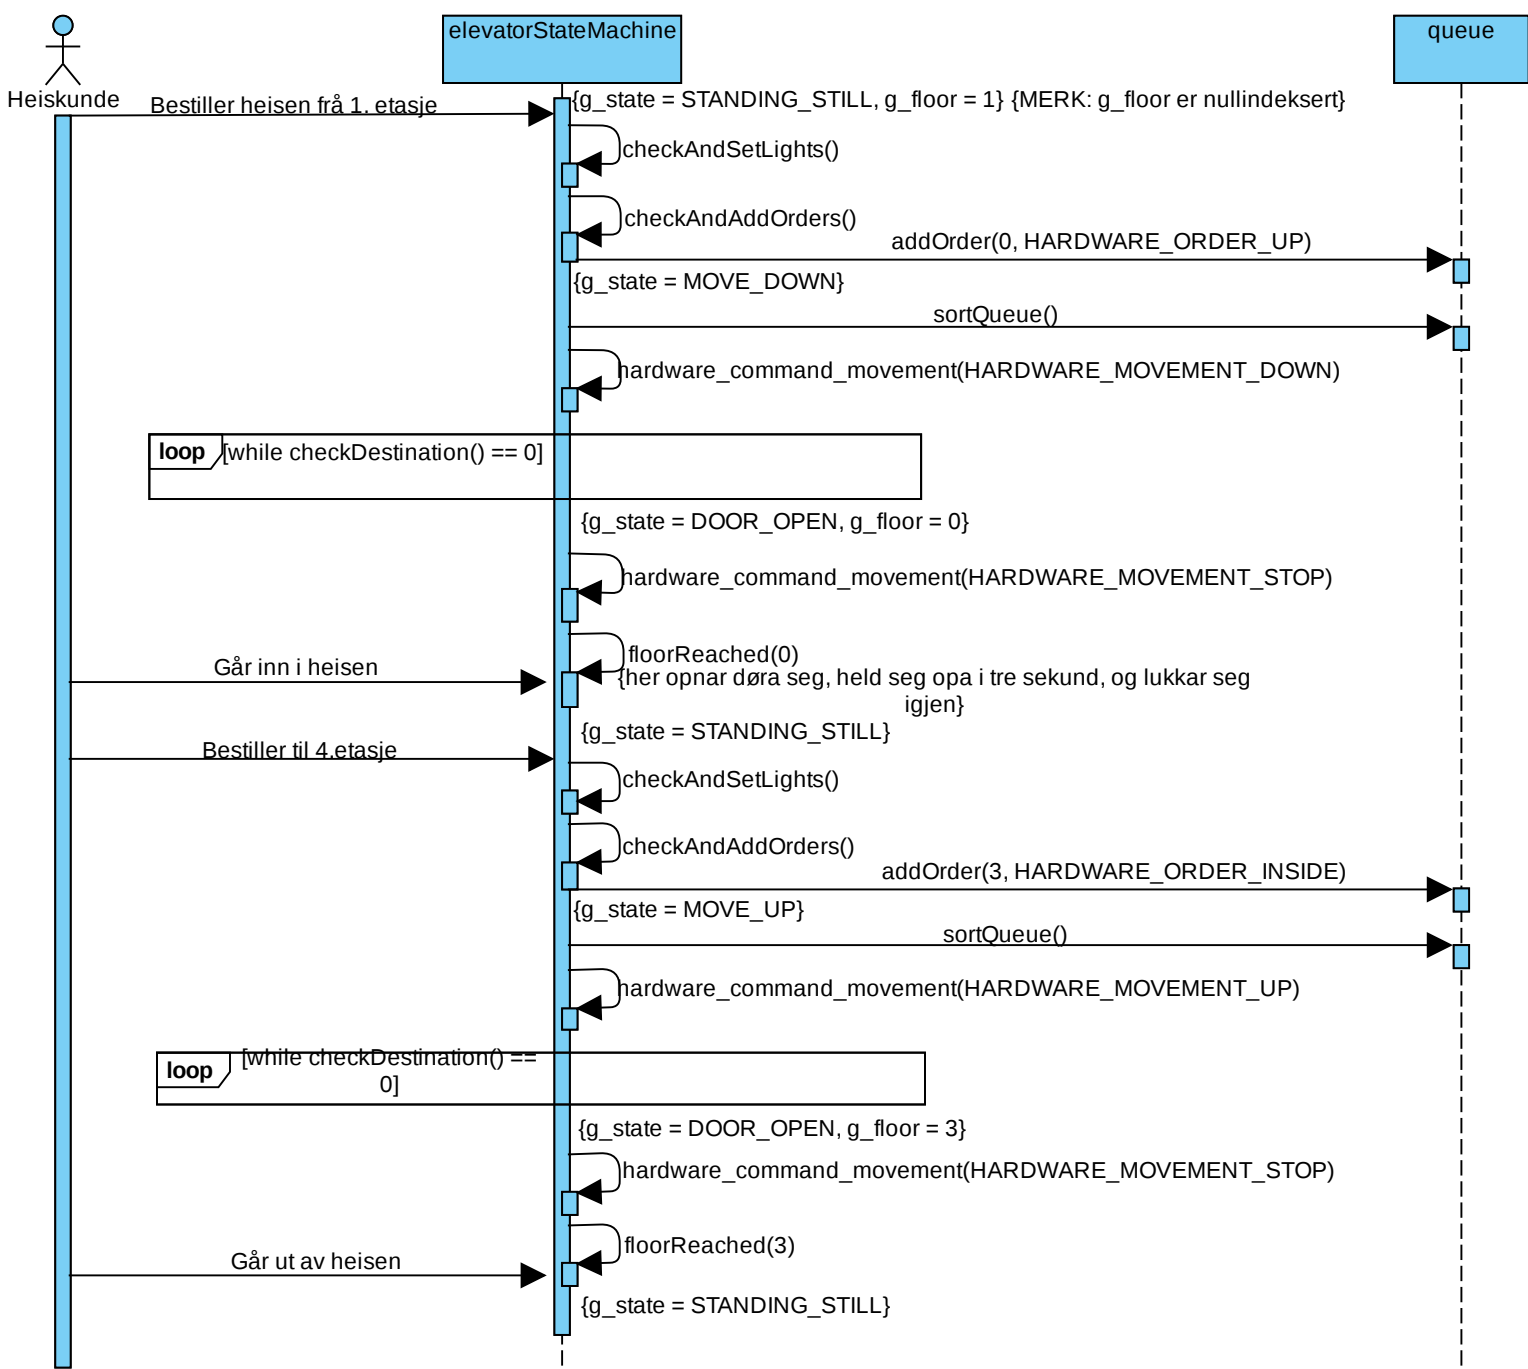 elevatorStateMachine
queue
Heiskunde
Bestiller heisen frå 1. etasje
{g_state = STANDING_STILL, g_floor = 1} {MERK: g_floor er nullindeksert}
checkAndSetLights()
checkAndAddOrders()
addOrder(0, HARDWARE_ORDER_UP)
{g_state = MOVE_DOWN}
sortQueue()
hardware_command_movement(HARDWARE_MOVEMENT_DOWN)
loop
[while checkDestination() == 0]
{g_state = DOOR_OPEN, g_floor = 0}
hardware_command_movement(HARDWARE_MOVEMENT_STOP)
floorReached(0)
Går inn i heisen
{her opnar døra seg, held seg opa i tre sekund, og lukkar seg
igjen}
{g_state = STANDING_STILL}
Bestiller til 4.etasje
checkAndSetLights()
checkAndAddOrders()
addOrder(3, HARDWARE_ORDER_INSIDE)
{g_state = MOVE_UP}
sortQueue()
hardware_command_movement(HARDWARE_MOVEMENT_UP)
loop
[while checkDestination() ==
0]
{g_state = DOOR_OPEN, g_floor = 3}
hardware_command_movement(HARDWARE_MOVEMENT_STOP)
floorReached(3)
Går ut av heisen
{g_state = STANDING_STILL}